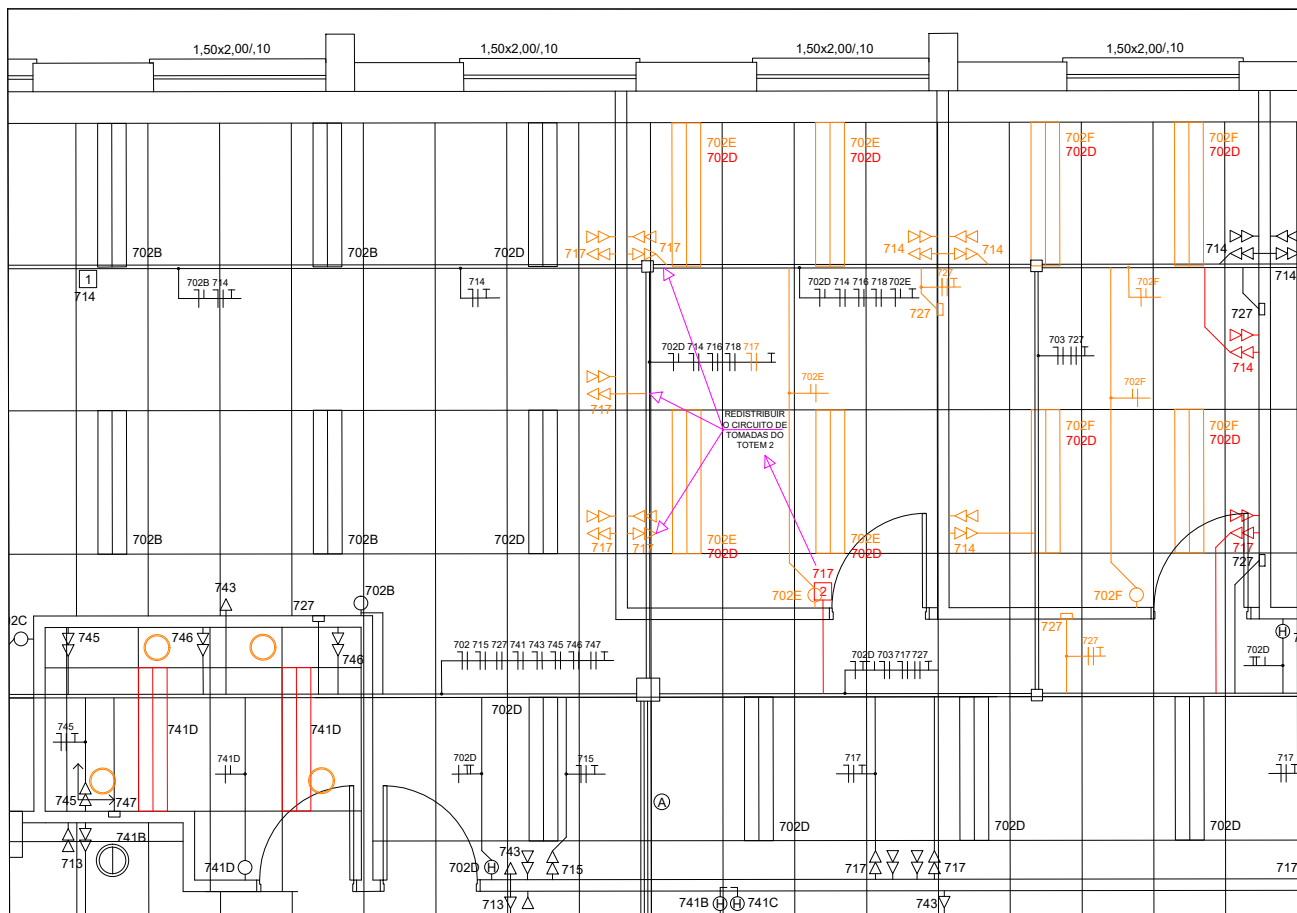 1,50x2,00/,10
1,50x2,00/,10
1,50x2,00/,10
1,50x2,00/,10
702E
702D
702E
702D
702F
702D
702F
702D
702B
702B
702D
717
717
714
714
714
714
1
714
702B 714
714
702D 714 716 718 702E
727
727
702F
727
702D 714 716 718 717
703 727
714
702E
702F
717
REDISTRIBUIR
O CIRCUITO DE
TOMADAS DO
TOTEM 2
702E
702D
702E
702D
702F
702D
702F
702D
702B
702B
702D
717
717
714
717
727
717
2
702E
702F
743
727
702B
2C
745
746
746
727
727
H
702D
702 715 727 741 743 745 746 747
702D 703 717 727
741D
741D
702D
745
741D
702D
715
717
717
745
747
A
741B
713
741D
702D
H
743
715
702D
717
717
702D
702D
717
713
741B
H
H
741C
743